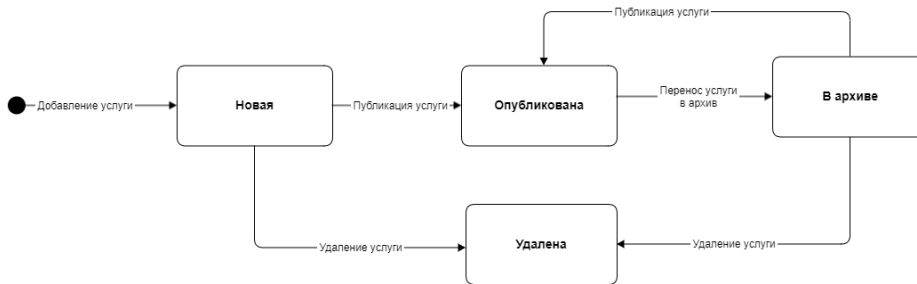 Публикация услуги
Добавление услуги
Новая
Публикация услуги
Опубликована
Перенос услуги
в архив
В архиве
Удаление услуги
Удалена
Удаление услуги